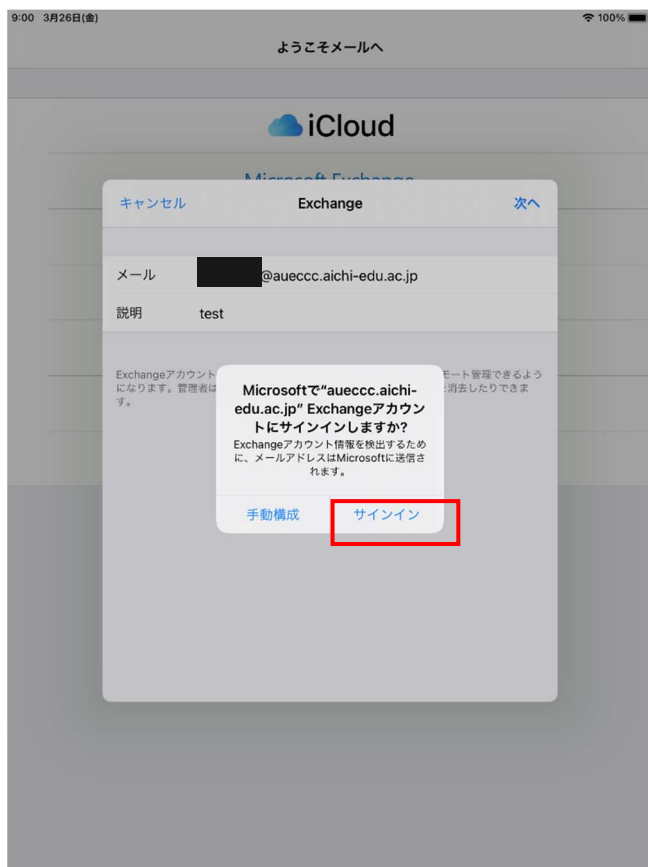 9:00 3月26日(金)
100%
ようこそメールへ
iCloud
Microsoft Exchange
キャンセル
Exchange
次へ
メール
@aueccc.aichi-edu.ac.jp
説明
test
Exchangeアカウント
モート管理できるよう
になります。管理者は
消去したりできま
す。
Microsoftで“aueccc.aichi-
edu.ac.jp” Exchangeアカウン
トにサインインしますか?
Exchangeアカウント情報を検出するため
に、メールアドレスはMicrosoftに送信さ
れます。
手動構成
サインイン